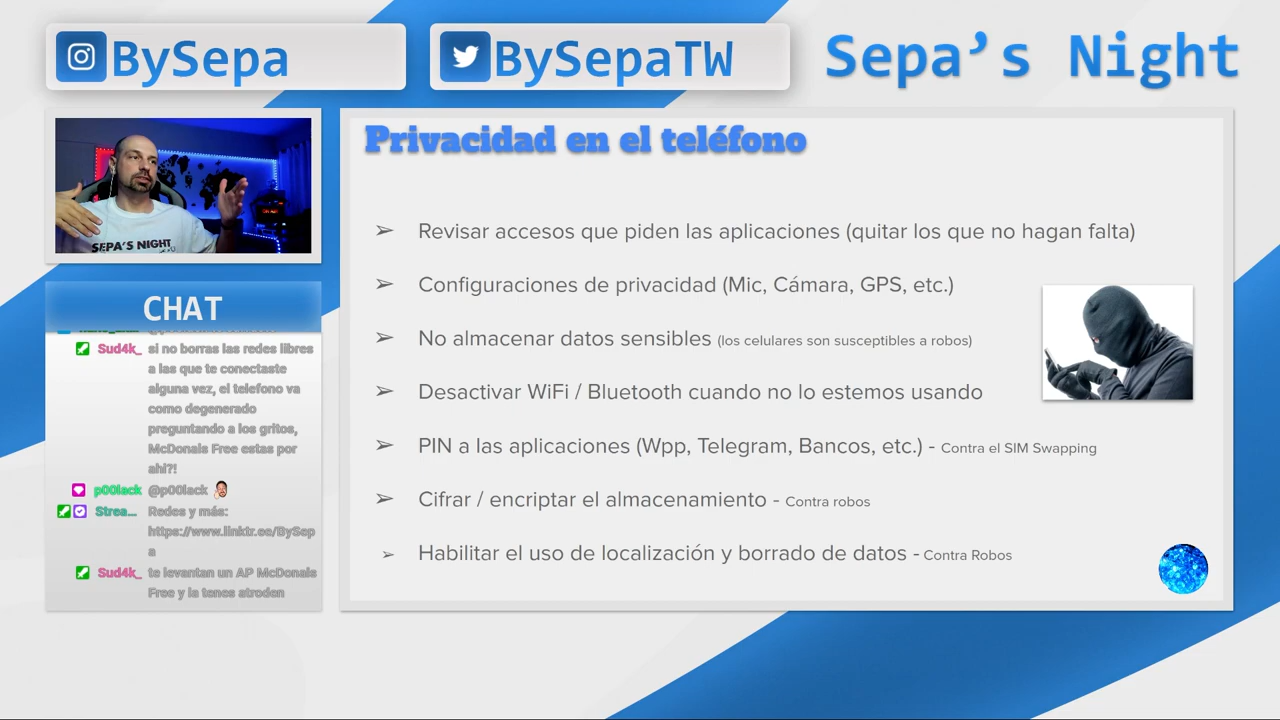 BySepa
BySepaTW
Sepa’s Night
SEPA'S NIGHT
CHAT
Sud4k_ si no borras las redes libres
a las que te conectaste
alguna vez, el telefono va
como degenerado
preguntando a los gritos,
McDonals Free estas por
ahi?!
p00lack @p00lack
Strea... Redes y más:
https://www.linktr.ee/BySep
a
Sud4k_ te levantan un AP McDonals
Free y la tenes atroden
Privacidad en el teléfono
➢ Revisar accesos que piden las aplicaciones (quitar los que no hagan falta)
➢ Configuraciones de privacidad (Mic, Cámara, GPS, etc.)
➢ No almacenar datos sensibles (los celulares son susceptibles a robos)
➢ Desactivar WiFi / Bluetooth cuando no lo estemos usando
➢ PIN a las aplicaciones (Wpp, Telegram, Bancos, etc.) - Contra el SIM Swapping
➢ Cifrar / encriptar el almacenamiento - Contra robos
➢ Habilitar el uso de localización y borrado de datos - Contra Robos